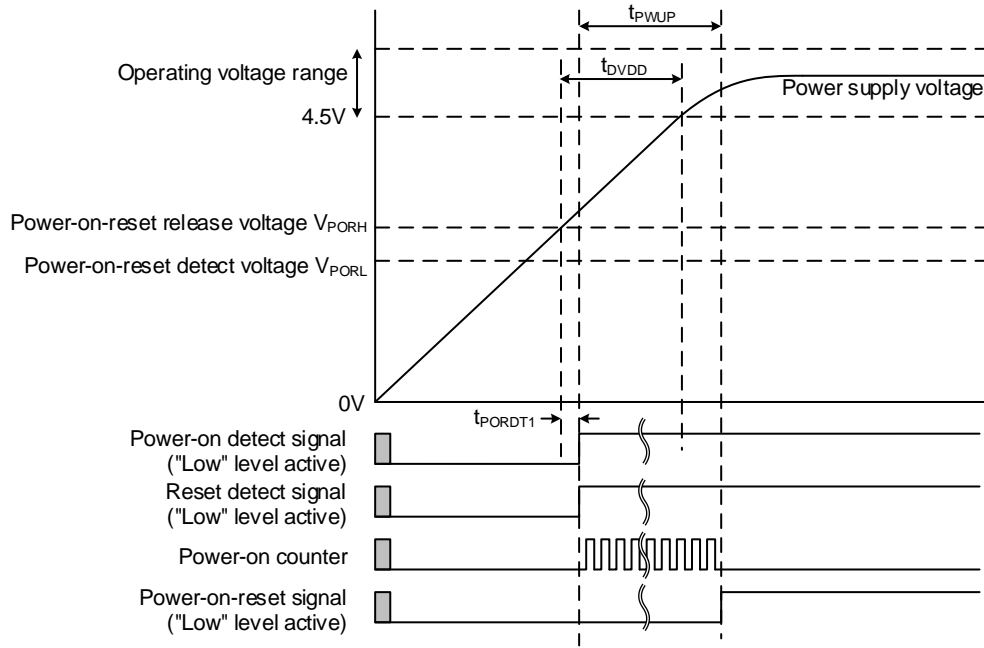 tPWUP
Operating voltage range
tDVDD
Power supply voltage
4.5V
Power-on-reset release voltage VPORH
Power-on-reset detect voltage VPORL
0V
tPORDT1
Power-on detect signal
("Low" level active)
Reset detect signal
("Low" level active)
Power-on counter
Power-on-reset signal
("Low" level active)